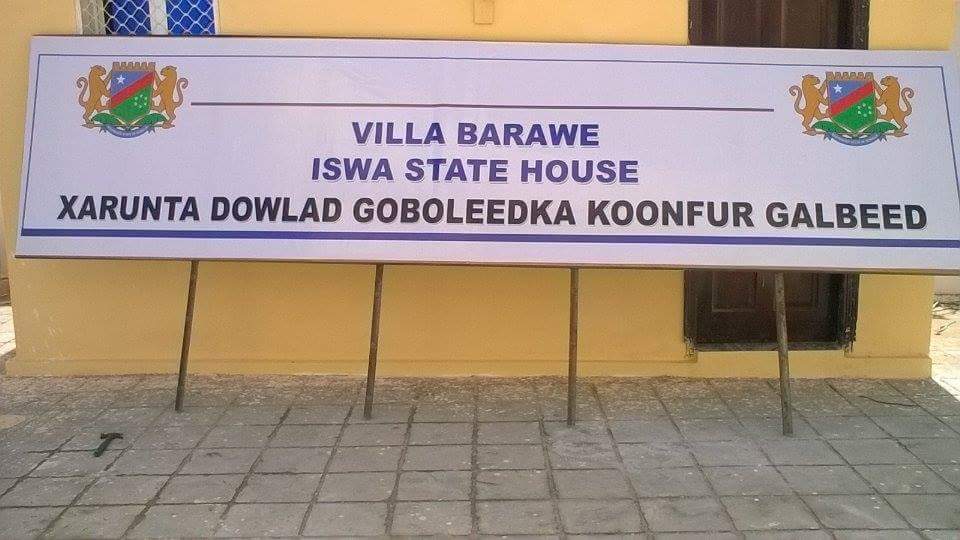 VILLA BARAWE
ISWA STATE HOUSE
XARUNTA DOWLAD GOBOLEEDKA KOONFUR GALBEED